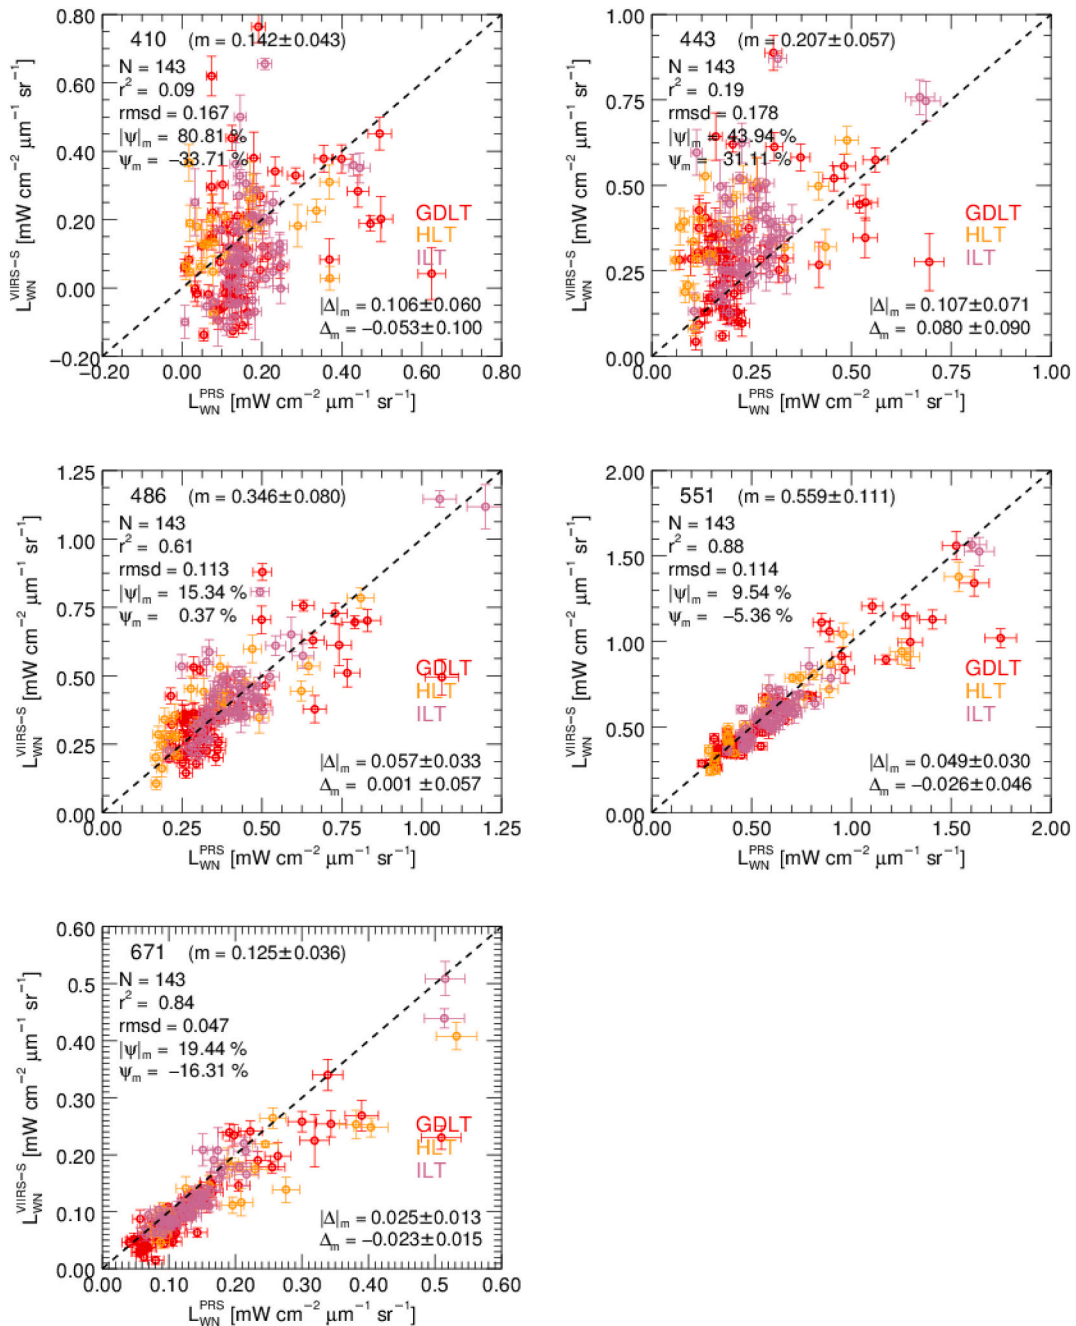 410 (m = 0.142±0.043)
N = 143
r² = 0.09
rmsd = 0.167
|ψ|m = 80.81 %
ψm = −33.71 %
GDLT
HLT
ILT
|Δ|m = 0.106±0.060
Δm = −0.053±0.100
0.80
0.60
0.40
0.20
0.00
−0.20
−0.20 0.00 0.20 0.40 0.60 0.80
L_WN^VIIRS−S [mW cm⁻² μm⁻¹ sr⁻¹]
L_WN^PRS [mW cm⁻² μm⁻¹ sr⁻¹]
443 (m = 0.207±0.057)
N = 143
r² = 0.19
rmsd = 0.178
|ψ|m = 43.94 %
ψm = 31.11 %
GDLT
HLT
ILT
|Δ|m = 0.107±0.071
Δm = 0.080 ±0.090
1.00
0.75
0.50
0.25
0.00
0.00 0.25 0.50 0.75 1.00
L_WN^VIIRS−S [mW cm⁻² μm⁻¹ sr⁻¹]
L_WN^PRS [mW cm⁻² μm⁻¹ sr⁻¹]
486 (m = 0.346±0.080)
N = 143
r² = 0.61
rmsd = 0.113
|ψ|m = 15.34 %
ψm = 0.37 %
GDLT
HLT
ILT
|Δ|m = 0.057±0.033
Δm = 0.001 ±0.057
1.25
1.00
0.75
0.50
0.25
0.00
0.00 0.25 0.50 0.75 1.00 1.25
L_WN^VIIRS−S [mW cm⁻² μm⁻¹ sr⁻¹]
L_WN^PRS [mW cm⁻² μm⁻¹ sr⁻¹]
551 (m = 0.559±0.111)
N = 143
r² = 0.88
rmsd = 0.114
|ψ|m = 9.54 %
ψm = −5.36 %
GDLT
HLT
ILT
|Δ|m = 0.049±0.030
Δm = −0.026±0.046
2.00
1.50
1.00
0.50
0.00
0.00 0.50 1.00 1.50 2.00
L_WN^VIIRS−S [mW cm⁻² μm⁻¹ sr⁻¹]
L_WN^PRS [mW cm⁻² μm⁻¹ sr⁻¹]
671 (m = 0.125±0.036)
N = 143
r² = 0.84
rmsd = 0.047
|ψ|m = 19.44 %
ψm = −16.31 %
GDLT
HLT
ILT
|Δ|m = 0.025±0.013
Δm = −0.023±0.015
0.60
0.5
0.40
0.30
0.20
0.10
0.00
0.00 0.10 0.20 0.30 0.40 0.5 0.60
L_WN^VIIRS−S [mW cm⁻² μm⁻¹ sr⁻¹]
L_WN^PRS [mW cm⁻² μm⁻¹ sr⁻¹]